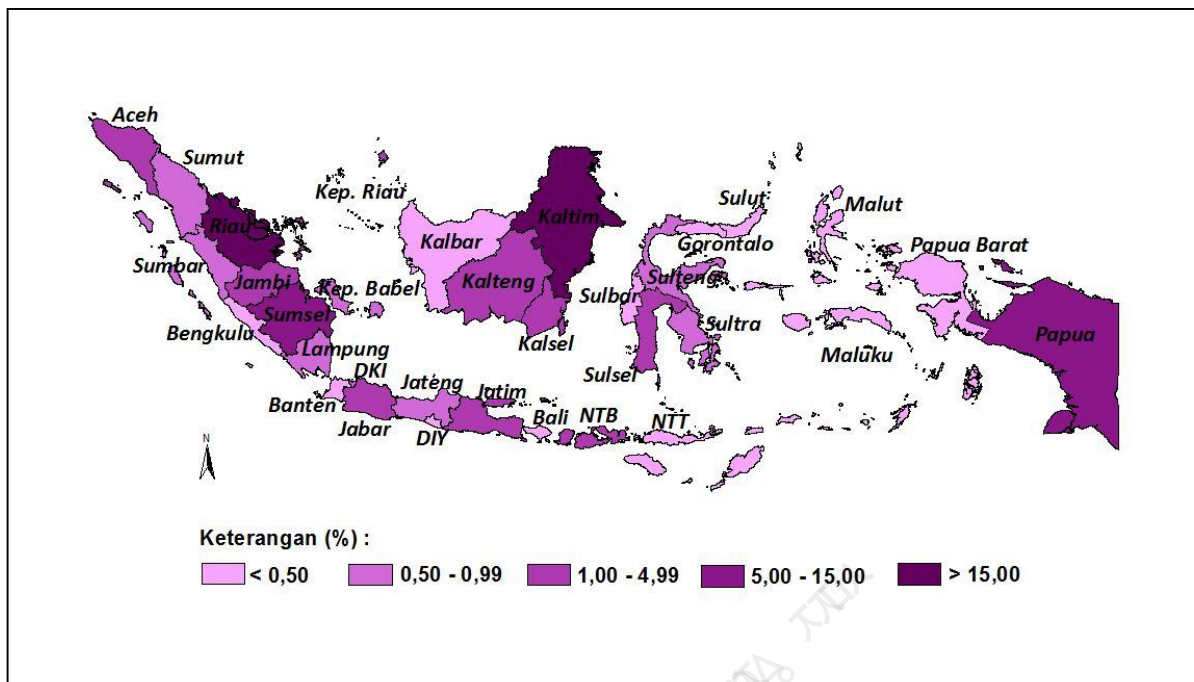 Aceh
Sumut
Kep. Riau
Riau
Sumbar
Jambi
Kep. Babel
Sumsel
Bengkulu
Lampung
DKI
Banten
Jabar
Jateng
DIY
Jatim
Bali
NTB
NTT
Kalbar
Kalteng
Kaltim
Kalsel
Sulut
Gorontalo
Sulteng
Sulbar
Sultra
Sulsel
Malut
Maluku
Papua Barat
Papua
N
Keterangan (%) :
< 0,50
0,50 - 0,99
1,00 - 4,99
5,00 - 15,00
> 15,00